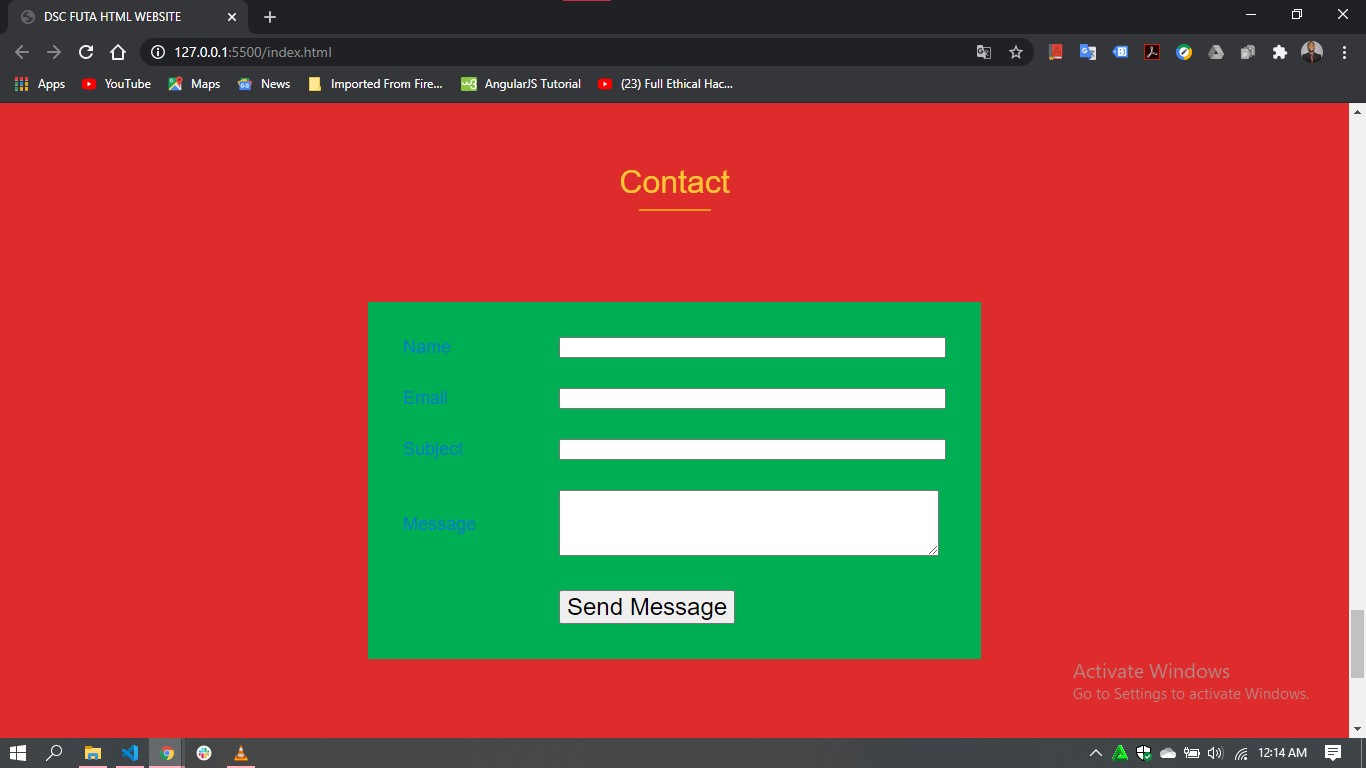 DSC FUTA HTML WEBSITE
127.0.0.1:5500/index.html
Apps YouTube Maps News Imported From Fire... AngularJS Tutorial (23) Full Ethical Hac...
Contact
Name
Email
Subject
Message
Send Message
Activate Windows
Go to Settings to activate Windows.
12:14 AM